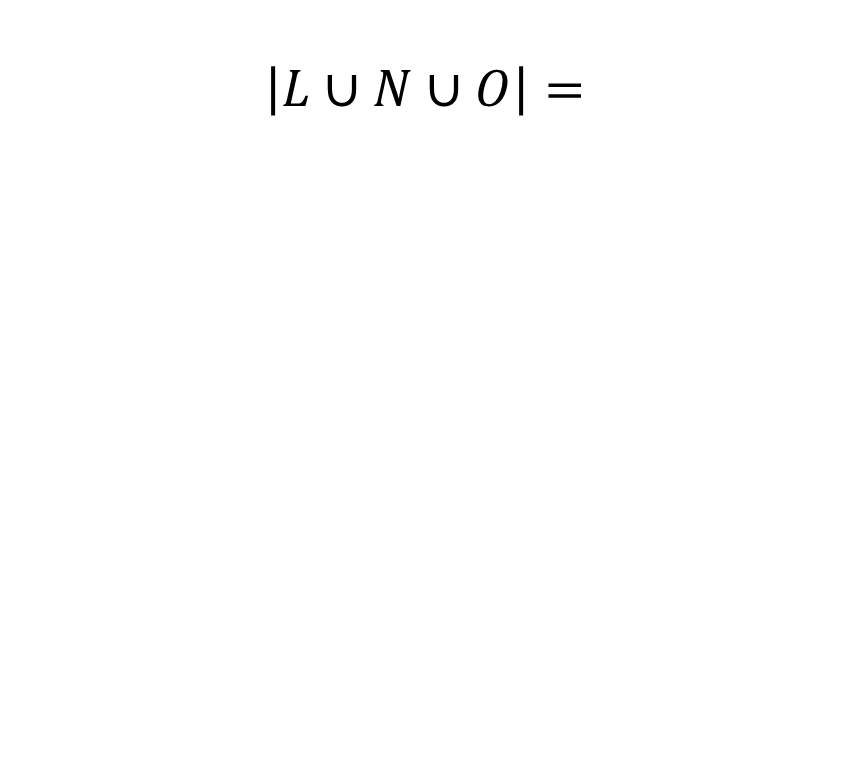 |𝐿 ∪ 𝑁 ∪ 𝑂| =